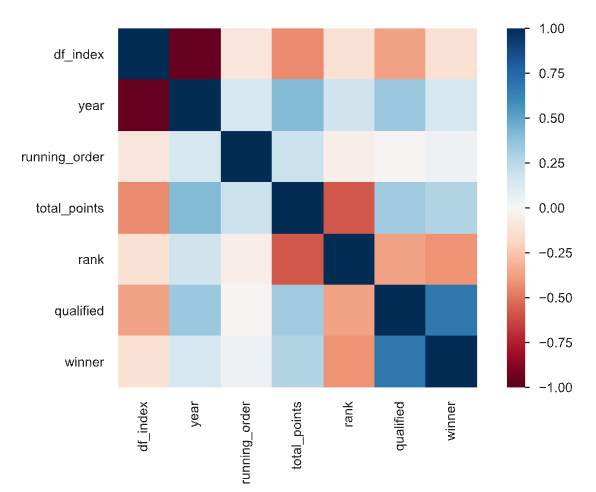 df_index
year
running_order
total_points
rank
qualified
winner
df_index
year
running_order
total_points
rank
qualified
winner
1.00
0.75
0.50
0.25
0.00
−0.25
−0.50
−0.75
−1.00